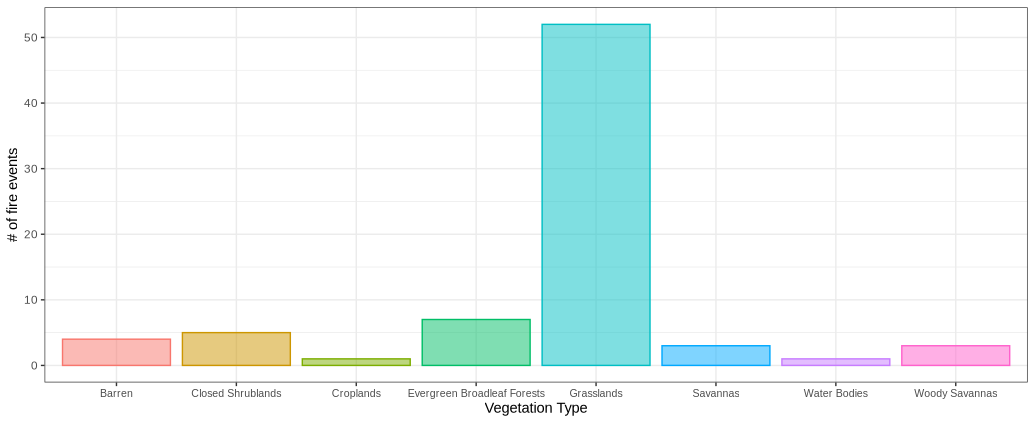 # of fire events
50
40
30
20
10
0
Barren Closed Shrublands Croplands Evergreen Broadleaf Forests Grasslands Savannas Water Bodies Woody Savannas
Vegetation Type